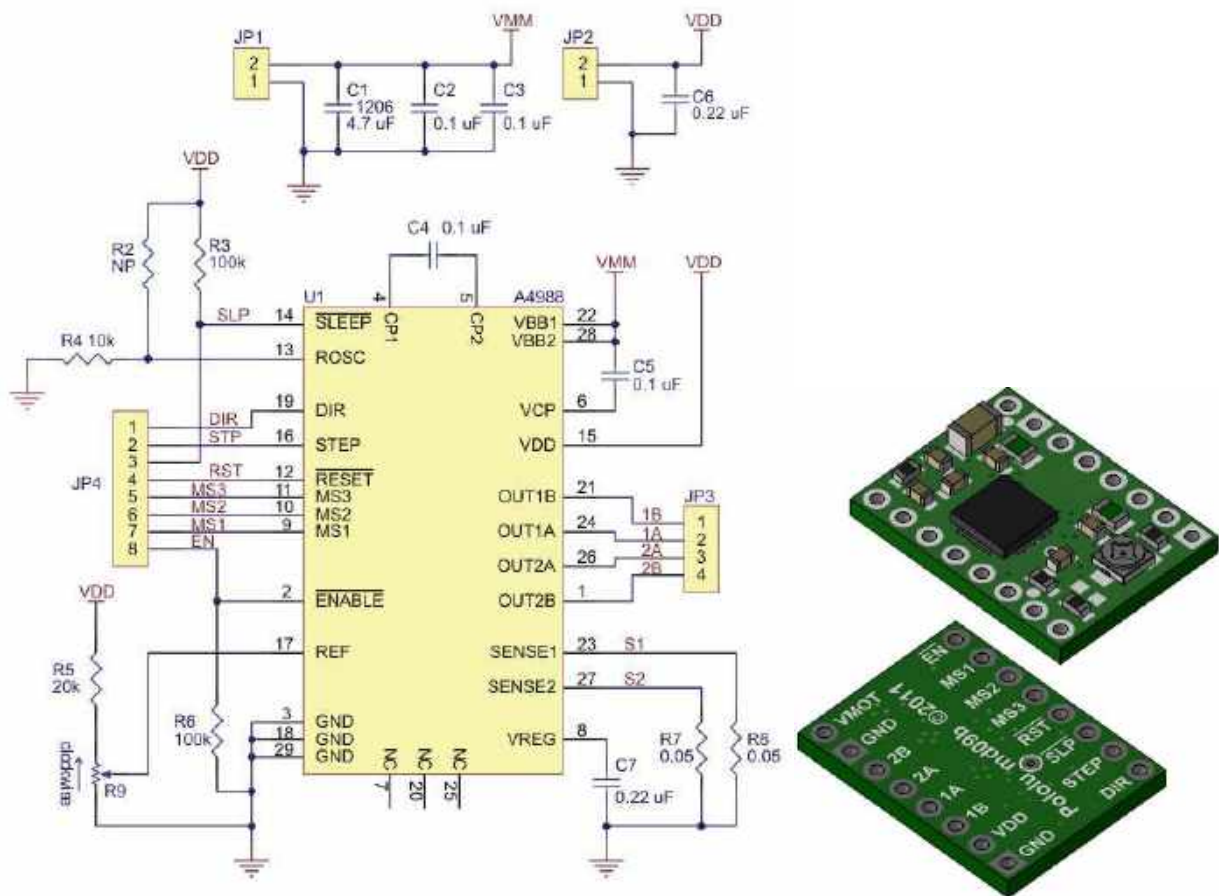 VMM
VDD
JP1
2
1
C1
1206
4.7 uF
C2
0.1 uF
C3
0.1 uF
JP2
2
1
C6
0.22 uF
VDD
R2
NP
R3
100k
C4 0.1 uF
VMM
VDD
U1
4
5
A4988
SLP
14
SLEEP
CP1
CP2
VBB1
22
VBB2
28
R4 10k
13
ROSC
C5
0.1 uF
DIR
19
DIR
VCP
6
STP
16
STEP
VDD
15
JP4
1
2
3
4
5
6
7
8
RST
12
RESET
MS3
11
MS3
MS2
10
MS2
MS1
9
MS1
EN
OUT1B
21
1B
OUT1A
24
1A
OUT2A
26
2A
OUT2B
1
2B
JP3
1
2
3
4
2
ENABLE
VDD
17
REF
SENSE1
23
S1
SENSE2
27
S2
R5
20k
R6
100k
3
GND
18
GND
29
GND
VREG
8
R7
0.05
R8
0.05
C7
0.22 uF
clockwise
R9
NC
NC
NC
7
20
25
EN
MS1
MS2
MS3
RST
SLP
STEP
DIR
VMOT
GND
2B
2A
1A
1B
VDD
GND
©2011
Pololu md09b